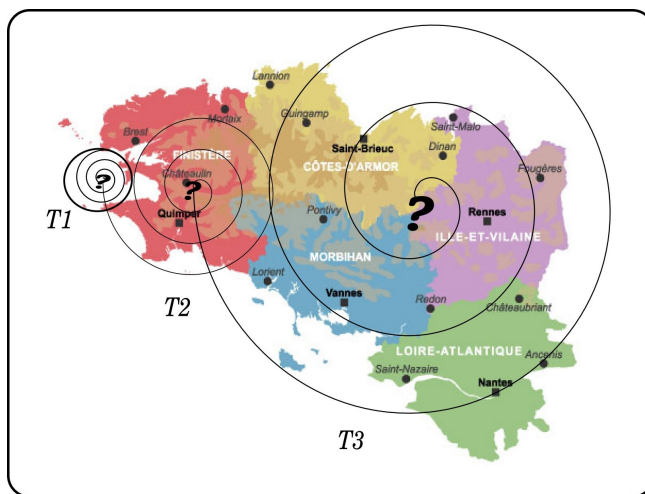 Lannion
Morlaix
Guingamp
Saint-Malo
Brest
Saint-Brieuc
Dinan
FINISTÈRE
CÔTES-D'ARMOR
Fougères
?
Châteaulin
?
T1
Quimper
Pontivy
?
Rennes
ILLE-ET-VILAINE
MORBIHAN
Lorient
T2
Vannes
Redon
Châteaubriant
LOIRE-ATLANTIQUE
Ancenis
Saint-Nazaire
Nantes
T3